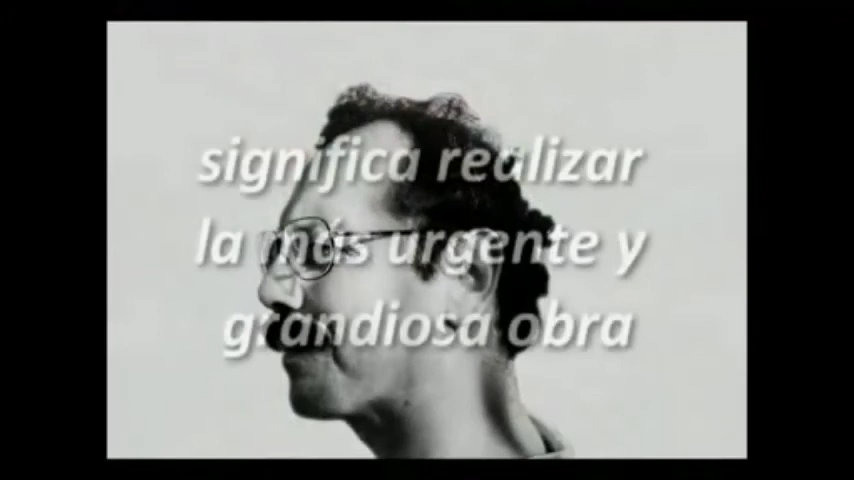 significa realizar
la más urgente y
grandiosa obra